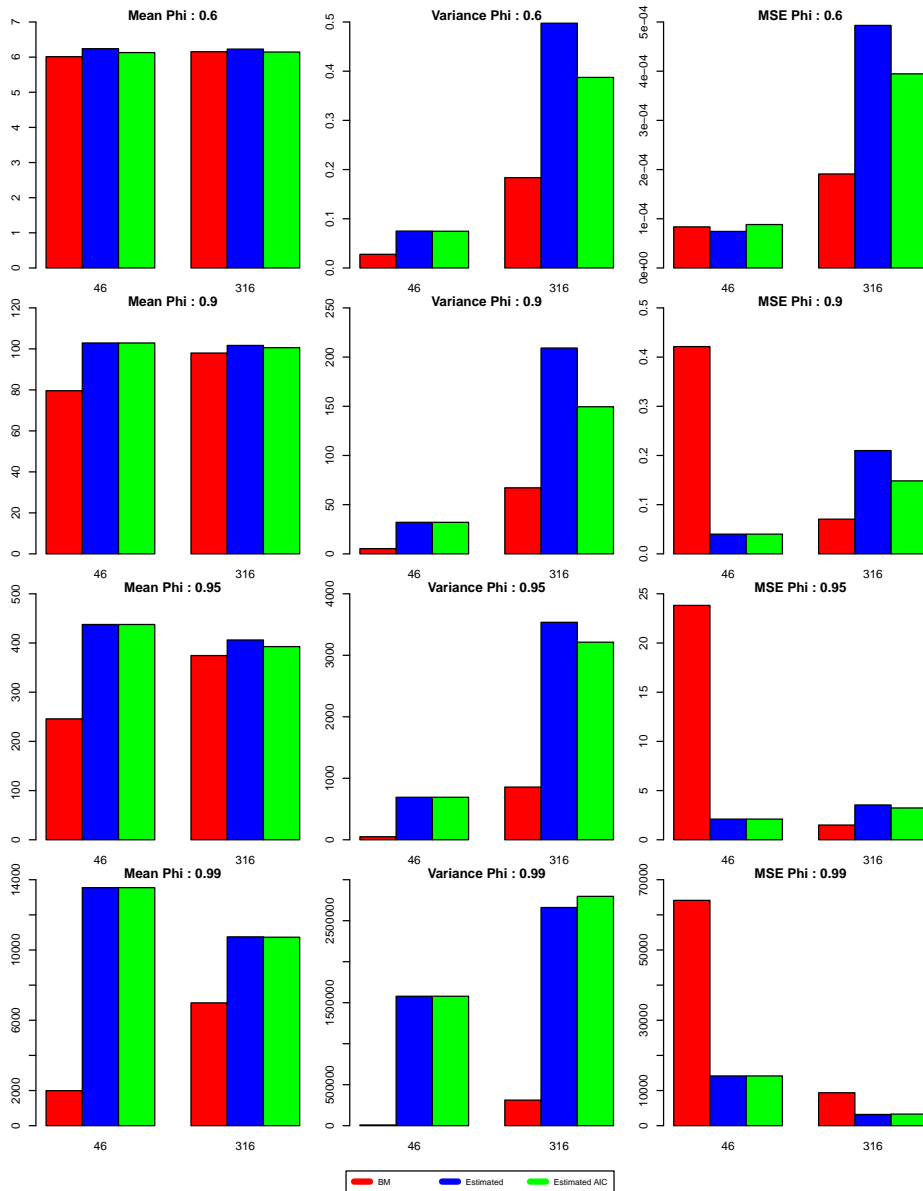 Mean Phi : 0.6
0 1 2 3 4 5 6 7
46 316
Variance Phi : 0.6
0.0 0.1 0.2 0.3 0.4 0.5
46 316
MSE Phi : 0.6
0e+00 1e−04 2e−04 3e−04 4e−04 5e−04
46 316
Mean Phi : 0.9
0 20 40 60 80 100 120
46 316
Variance Phi : 0.9
0 50 100 150 200 250
46 316
MSE Phi : 0.9
0.0 0.1 0.2 0.3 0.4 0.5
46 316
Mean Phi : 0.95
0 100 200 300 400 500
46 316
Variance Phi : 0.95
0 1000 2000 3000 4000
46 316
MSE Phi : 0.95
0 5 10 15 20 25
46 316
Mean Phi : 0.99
0 2000 6000 10000 14000
46 316
Variance Phi : 0.99
0 500000 1500000 2500000
46 316
MSE Phi : 0.99
0 10000 30000 50000 70000
46 316
BM Estimated Estimated AIC